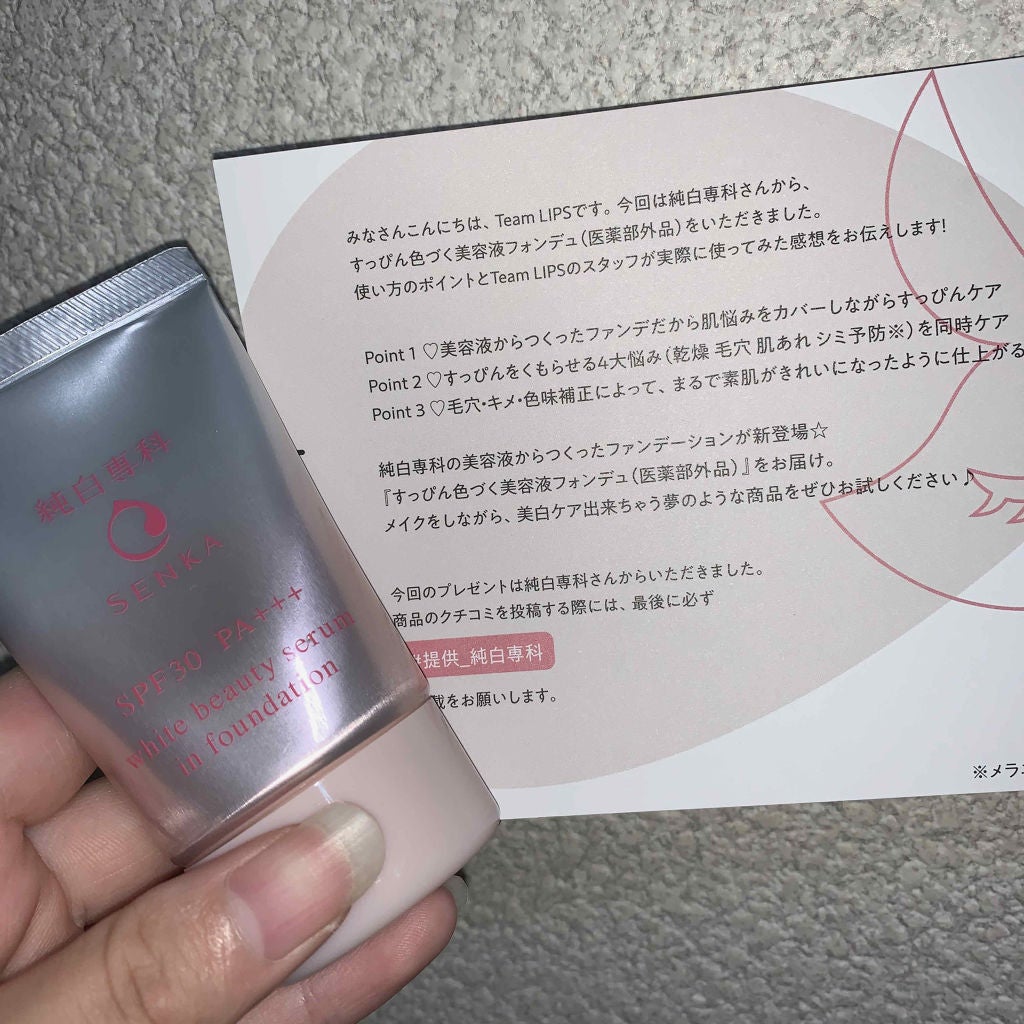 純白専科
SENKA
SPF30 PA+++
white beauty serum
in foundation
みなさんこんにちは、Team LIPSです。今回は純白専科さんから、
すっぴん色づく美容液フォンデュ(医薬部外品)をいただきました。
使い方のポイントとTeam LIPSのスタッフが実際に使ってみた感想をお伝えします!
Point 1 ♡美容液からつくったファンデだから肌悩みをカバーしながらすっぴんケア
Point 2 ♡すっぴんをくもらせる4大悩み(乾燥 毛穴 肌あれ シミ予防※)を同時ケア
Point 3 ♡毛穴・キメ・色味補正によって、まるで素肌がきれいになったように仕上がる
純白専科の美容液からつくったファンデーションが新登場☆
『すっぴん色づく美容液フォンデュ(医薬部外品)』をお届け。
メイクをしながら、美白ケア出来ちゃう夢のような商品をぜひお試しください♪
今回のプレゼントは純白専科さんからいただきました。
商品のクチコミを投稿する際には、最後に必ず
#提供_純白専科
載をお願いします。
※メラ